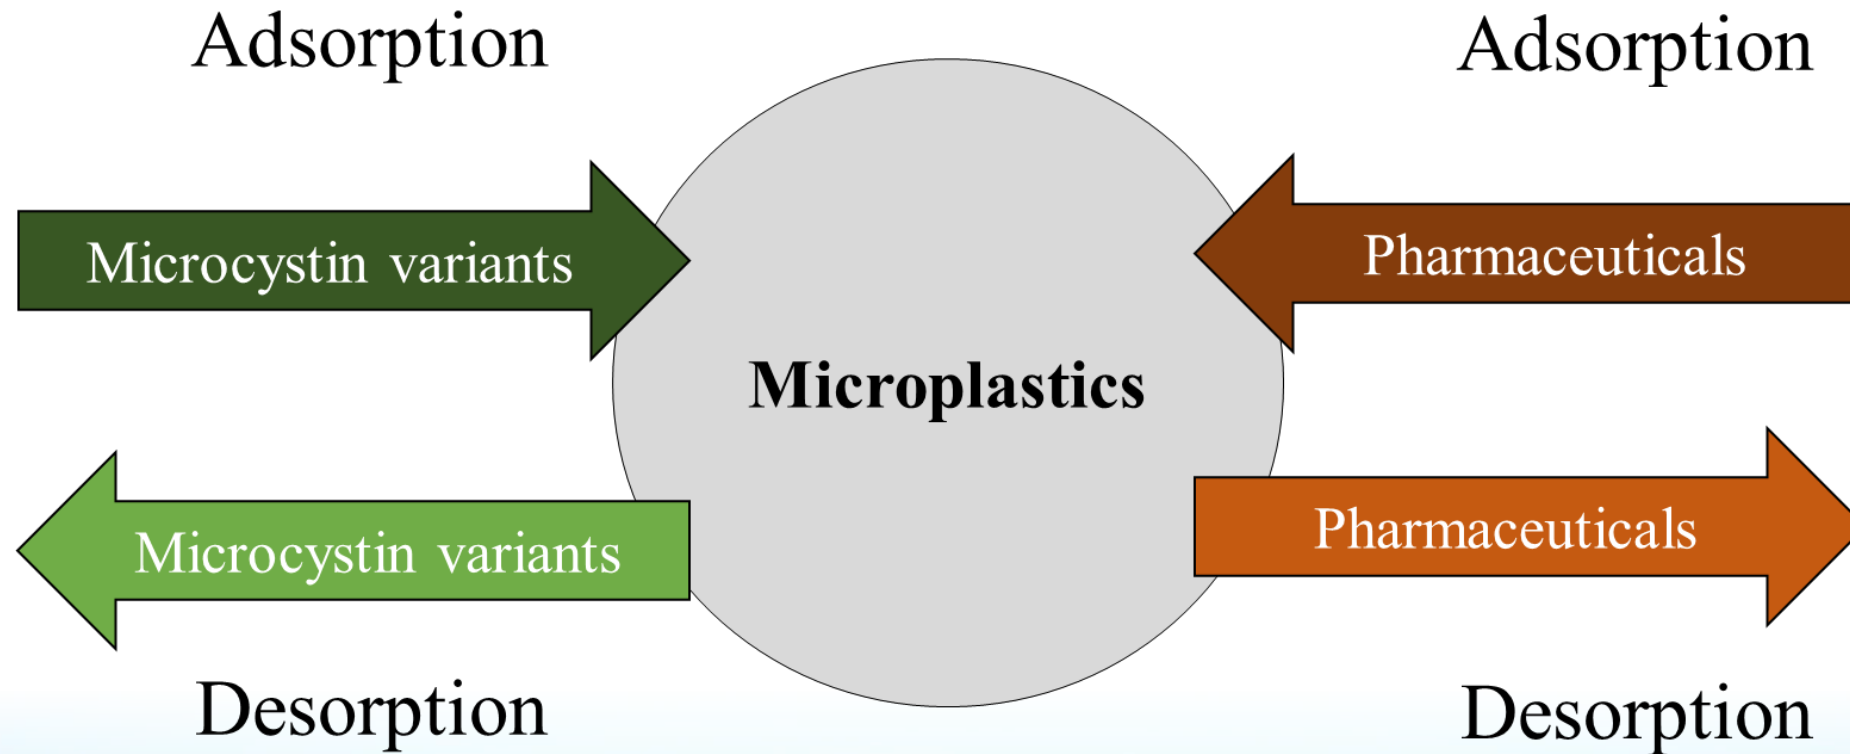 Adsorption
Adsorption
Microcystin variants
Pharmaceuticals
Microplastics
Microcystin variants
Pharmaceuticals
Desorption
Desorption